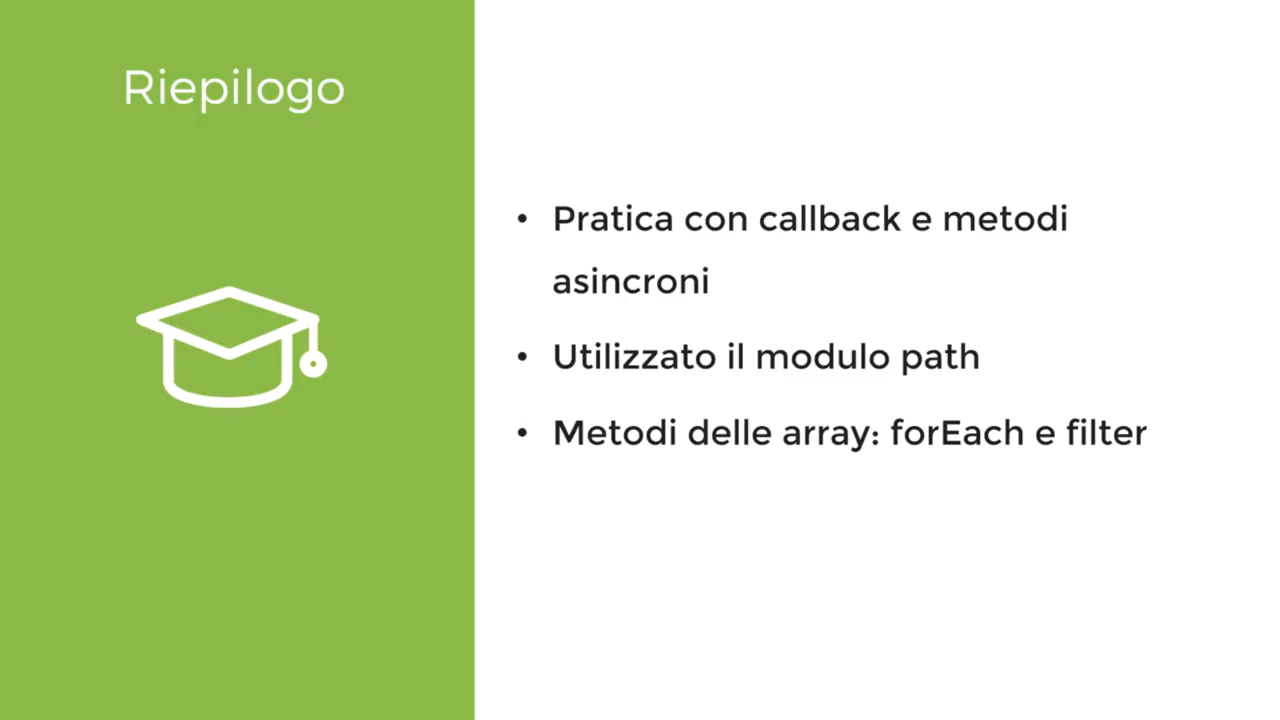 Riepilogo
• Pratica con callback e metodi
asincroni
• Utilizzato il modulo path
• Metodi delle array: forEach e filter